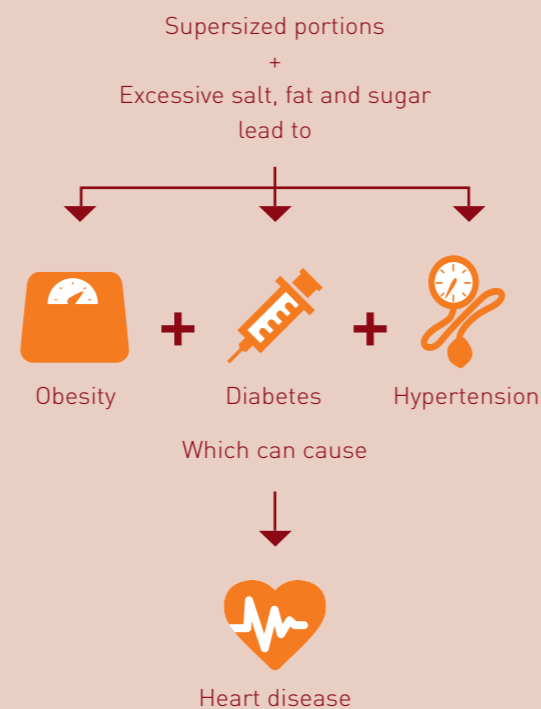 Supersized portions
+
Excessive salt, fat and sugar
lead to
+ +
Obesity Diabetes Hypertension
Which can cause
Heart disease